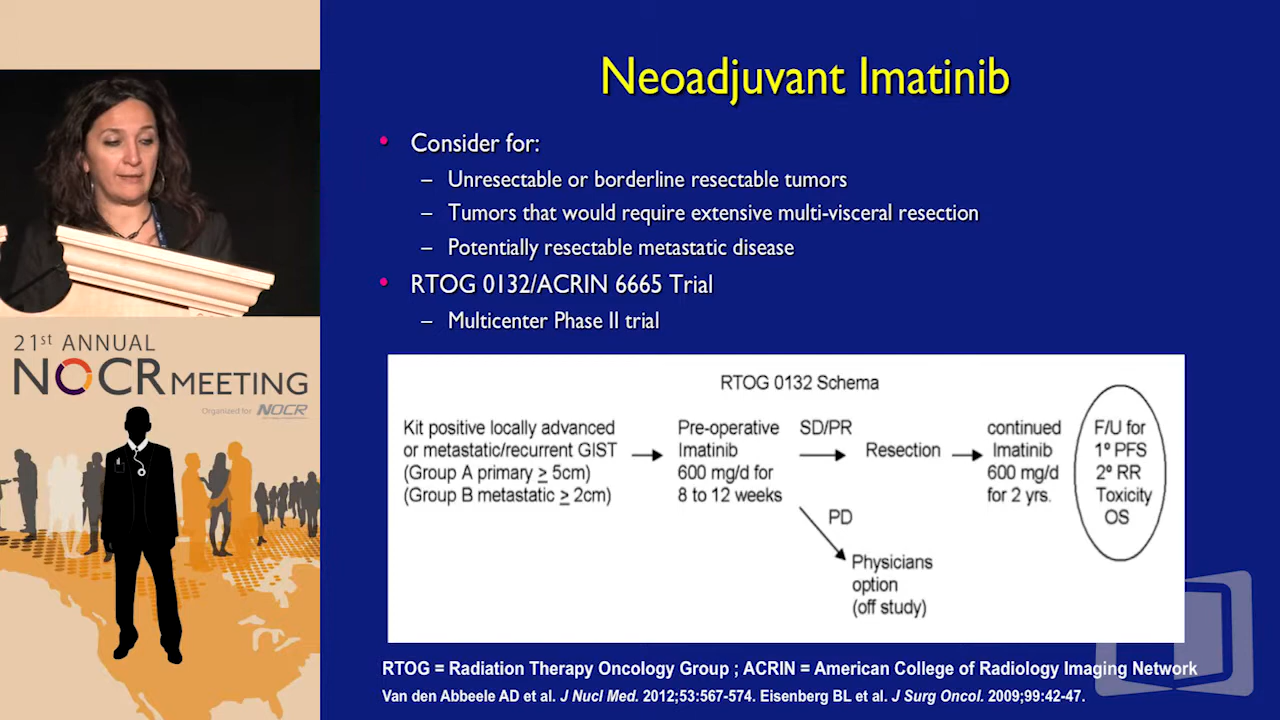 Neoadjuvant Imatinib
• Consider for:
– Unresectable or borderline resectable tumors
– Tumors that would require extensive multi-visceral resection
– Potentially resectable metastatic disease
• RTOG 0132/ACRIN 6665 Trial
– Multicenter Phase II trial
RTOG 0132 Schema
Kit positive locally advanced
or metastatic/recurrent GIST
(Group A primary ≥ 5cm)
(Group B metastatic ≥ 2cm)
Pre-operative
Imatinib
600 mg/d for
8 to 12 weeks
SD/PR
Resection
continued
Imatinib
600 mg/d
for 2 yrs.
F/U for
1º PFS
2º RR
Toxicity
OS
PD
Physicians
option
(off study)
RTOG = Radiation Therapy Oncology Group ; ACRIN = American College of Radiology Imaging Network
Van den Abbeele AD et al. J Nucl Med. 2012;53:567-574. Eisenberg BL et al. J Surg Oncol. 2009;99:42-47.
21st ANNUAL
NOCR MEETING
Organized for NOCR